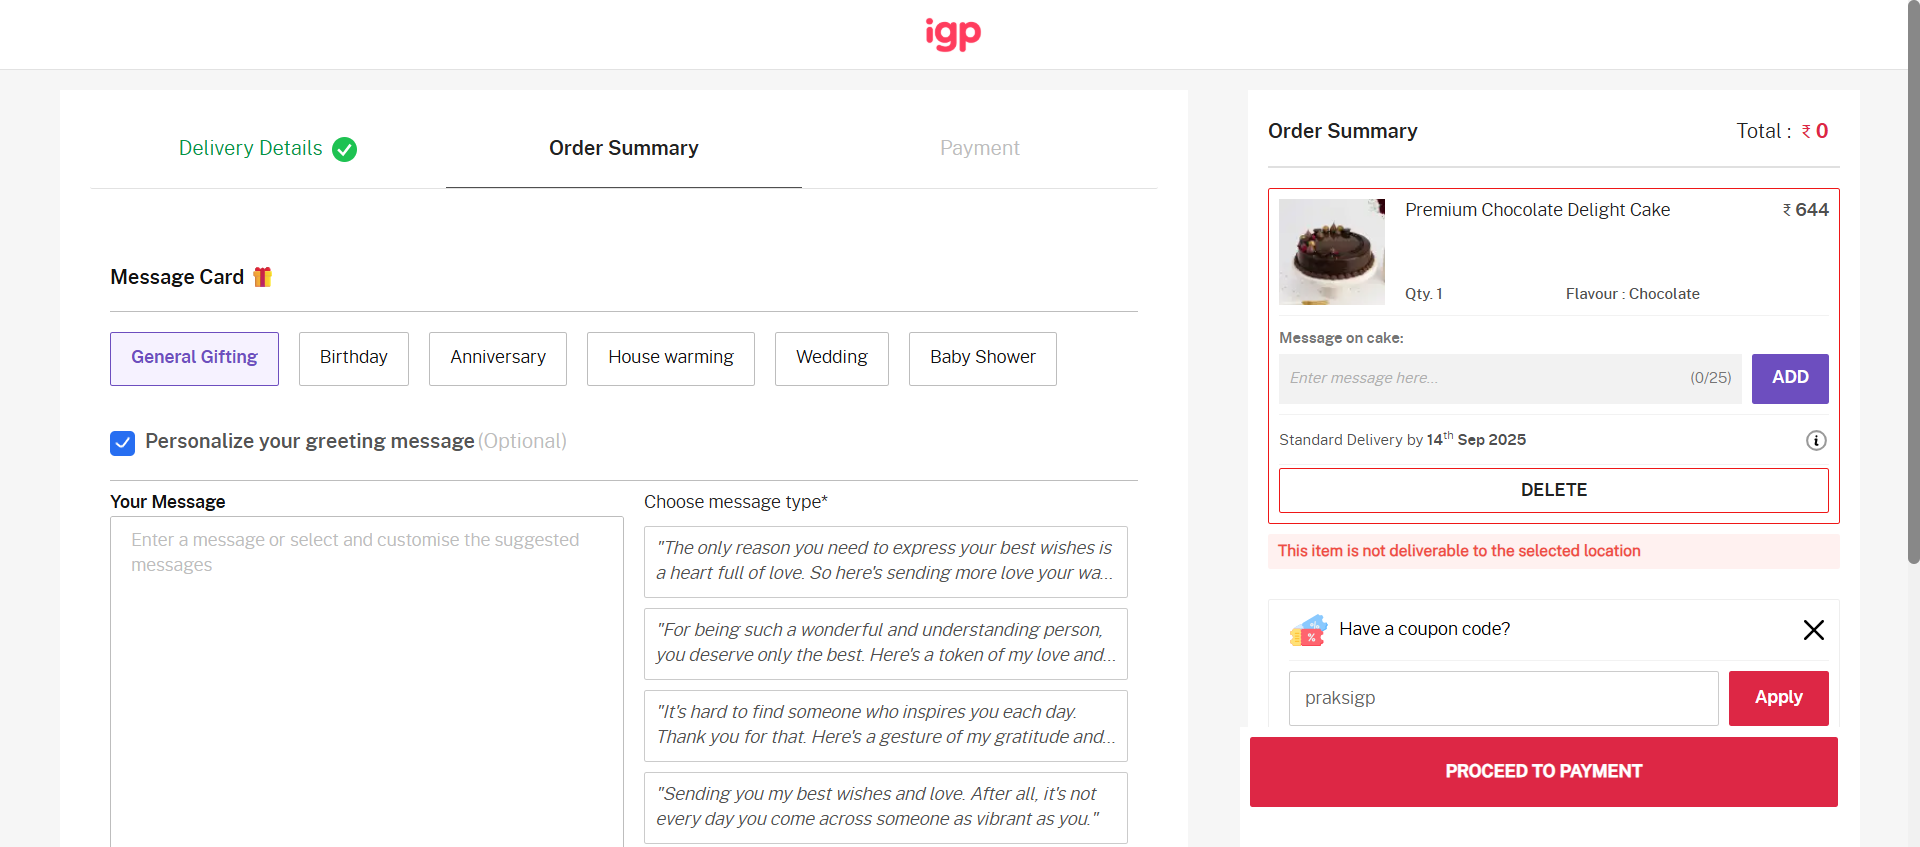 igp
Delivery Details
Order Summary
Payment
Message Card
General Gifting
Birthday
Anniversary
House warming
Wedding
Baby Shower
Personalize your greeting message (Optional)
Your Message
Enter a message or select and customise the suggested
messages
Choose message type*
"The only reason you need to express your best wishes is
a heart full of love. So here's sending more love your wa...
"For being such a wonderful and understanding person,
you deserve only the best. Here's a token of my love and...
"It's hard to find someone who inspires you each day.
Thank you for that. Here's a gesture of my gratitude and...
"Sending you my best wishes and love. After all, it's not
every day you come across someone as vibrant as you."
Order Summary
Total : ₹ 0
Premium Chocolate Delight Cake
₹ 644
Qty. 1
Flavour : Chocolate
Message on cake:
Enter message here...
(0/25)
ADD
Standard Delivery by 14th Sep 2025
DELETE
This item is not deliverable to the selected location
Have a coupon code?
praksigp
Apply
PROCEED TO PAYMENT